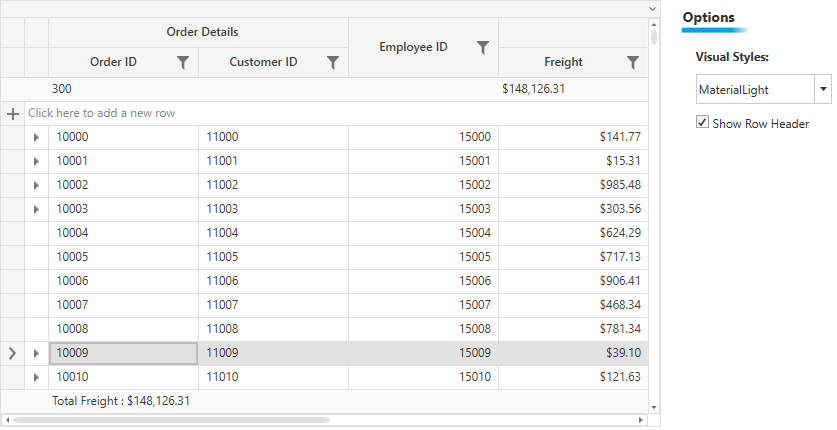 Order Details
Employee ID
Order ID Customer ID Freight
300 $148,126.31
Click here to add a new row
10000 11000 15000 $141.77
10001 11001 15001 $15.31
10002 11002 15002 $985.48
10003 11003 15003 $303.56
10004 11004 15004 $624.29
10005 11005 15005 $717.13
10006 11006 15006 $906.41
10007 11007 15007 $468.34
10008 11008 15008 $781.34
10009 11009 15009 $39.10
10010 11010 15010 $121.63
Total Freight : $148,126.31
Options
Visual Styles:
MaterialLight
Show Row Header